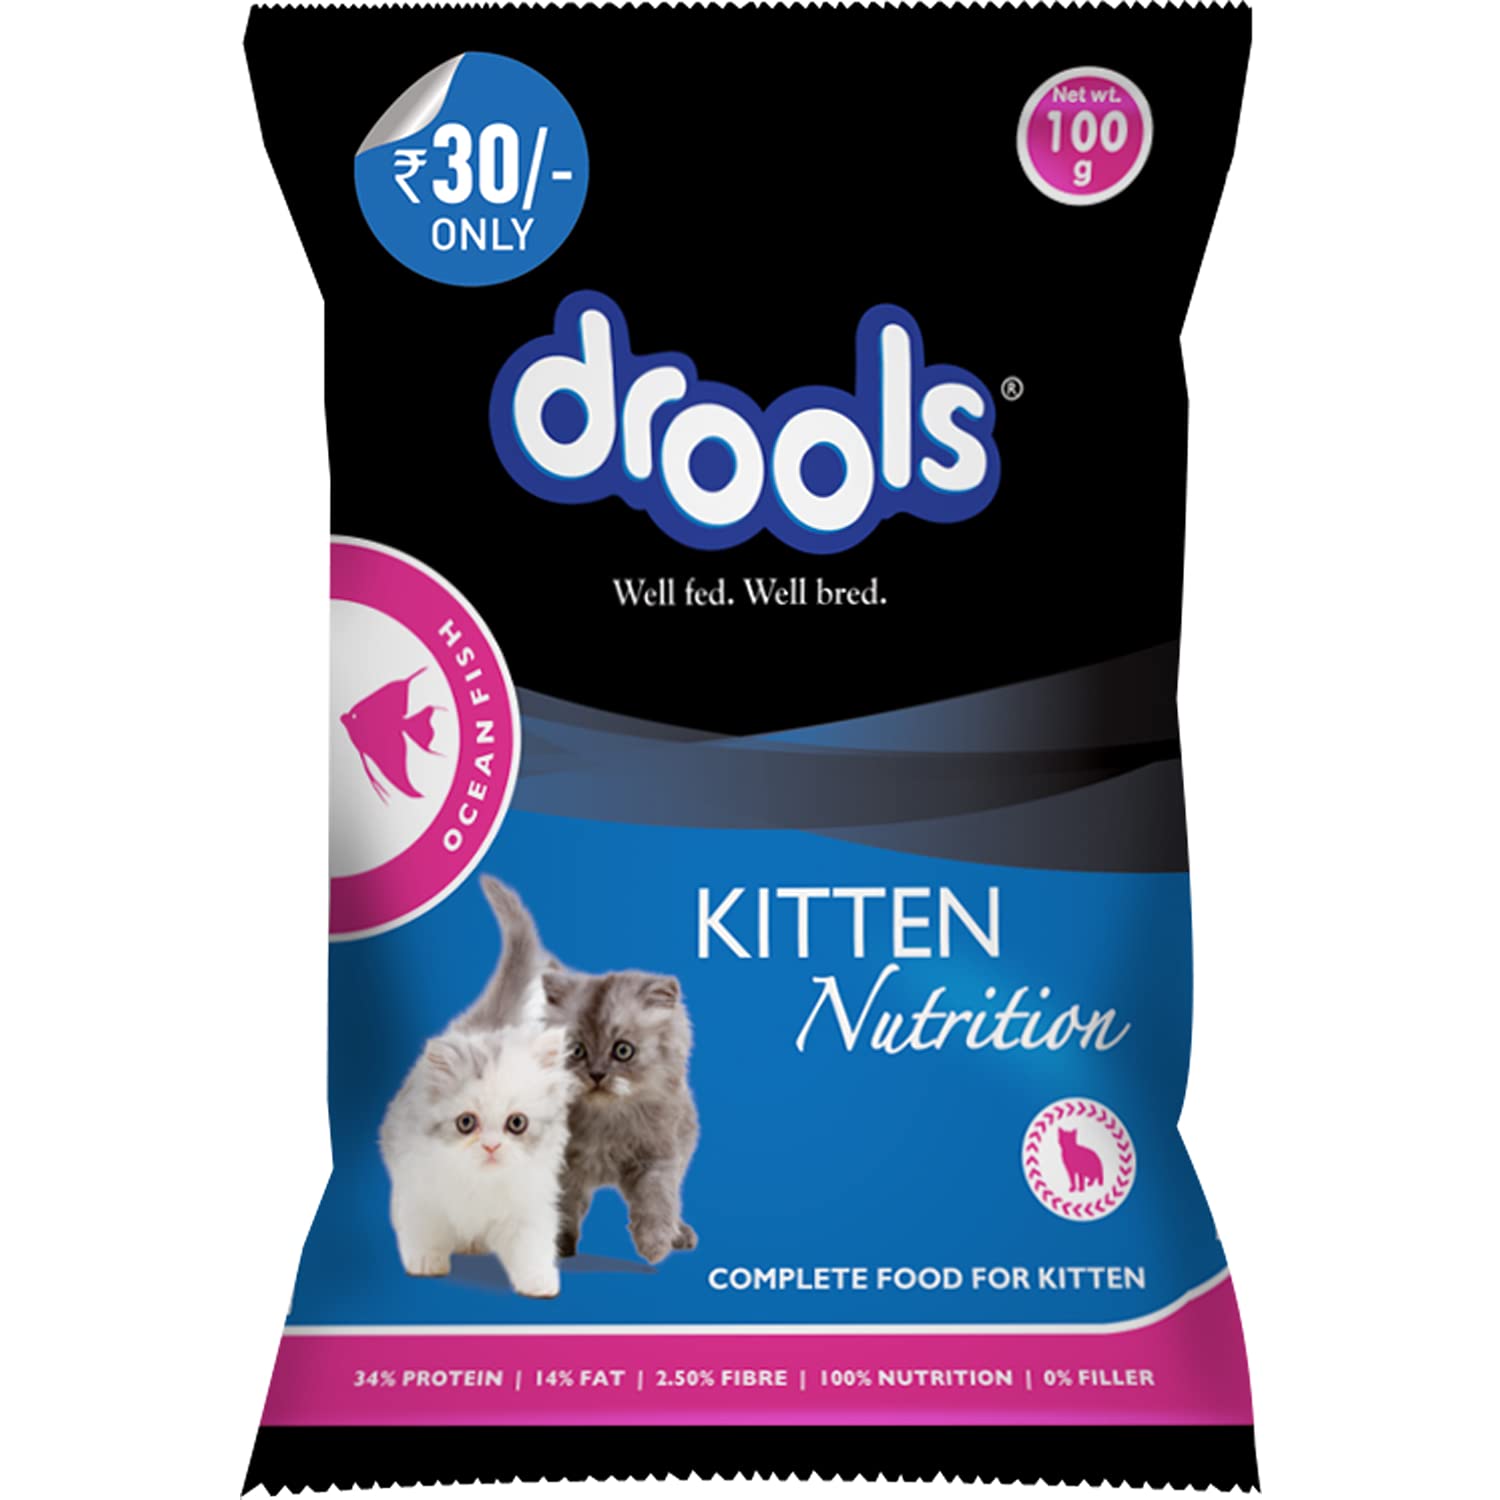 ₹30/-
ONLY
Net wt.
100
g
drools®
Well fed. Well bred.
OCEAN FISH
KITTEN
Nutrition
COMPLETE FOOD FOR KITTEN
34% PROTEIN | 14% FAT | 2.50% FIBRE | 100% NUTRITION | 0% FILLER